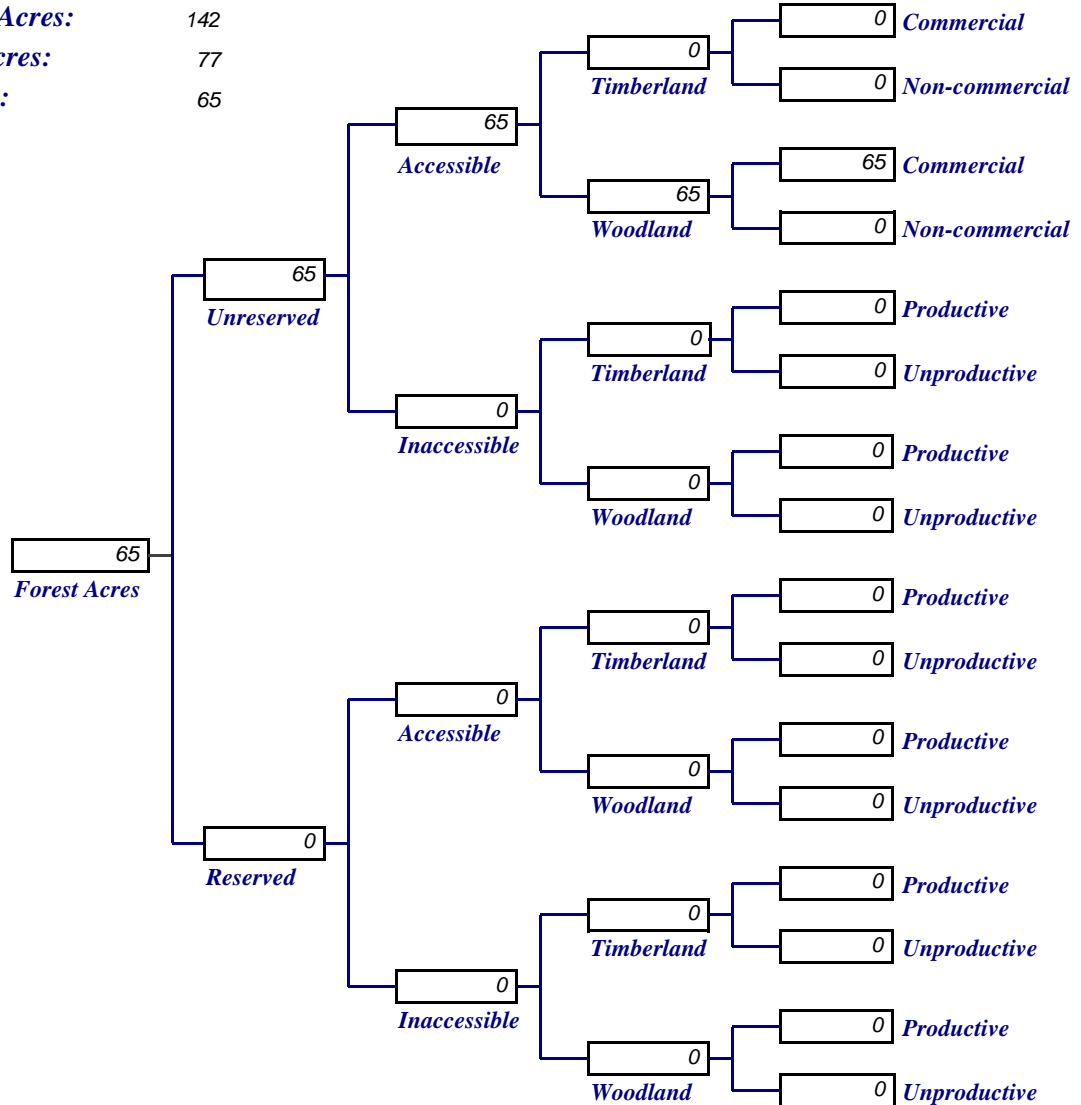 Acres: 142
cres: 77
: 65
0 Commercial
0 Timberland
0 Non-commercial
65 Accessible
65 Commercial
65 Woodland
0 Non-commercial
65 Unreserved
0 Productive
0 Timberland
0 Unproductive
0 Inaccessible
0 Productive
0 Woodland
0 Unproductive
65 Forest Acres
0 Productive
0 Timberland
0 Unproductive
0 Accessible
0 Productive
0 Woodland
0 Unproductive
0 Reserved
0 Productive
0 Timberland
0 Unproductive
0 Inaccessible
0 Productive
0 Woodland
0 Unproductive